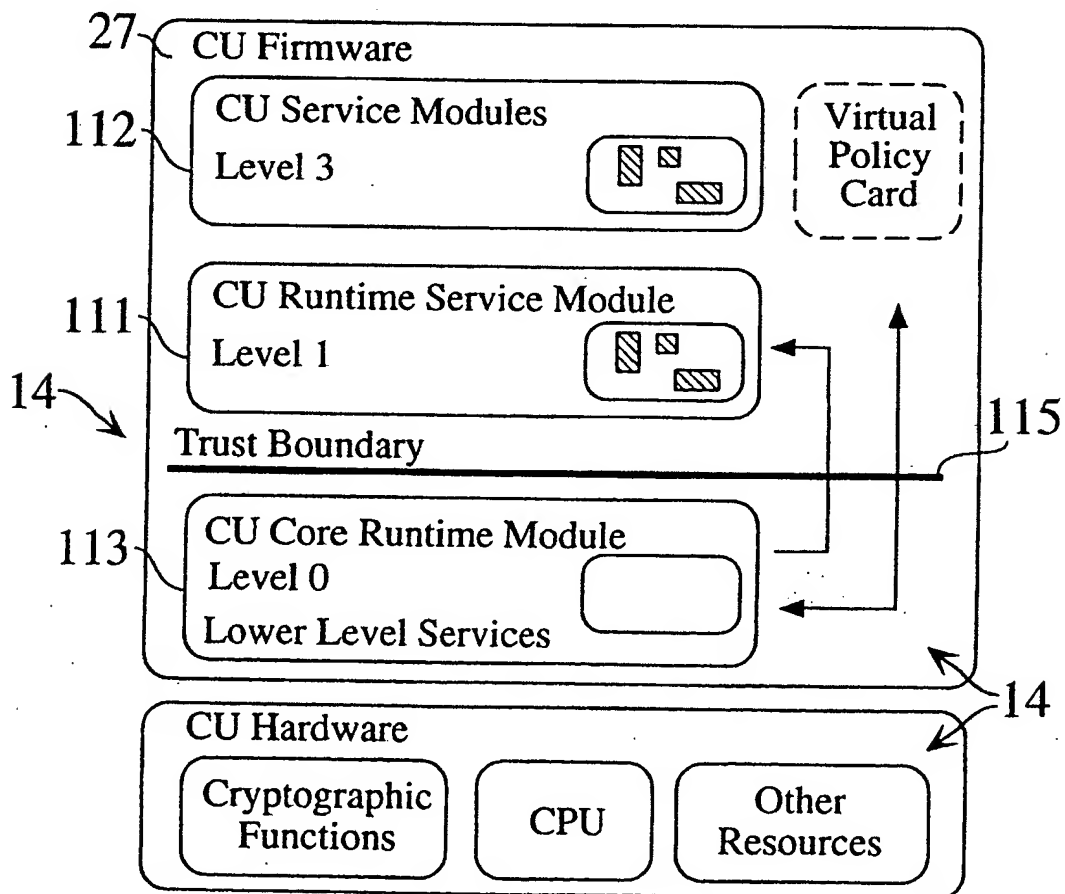 27
CU Firmware
CU Service Modules
112
Level 3
Virtual
Policy
Card
CU Runtime Service Module
111
Level 1
14
Trust Boundary
115
CU Core Runtime Module
113
Level 0
Lower Level Services
14
CU Hardware
Cryptographic
Functions
CPU
Other
Resources